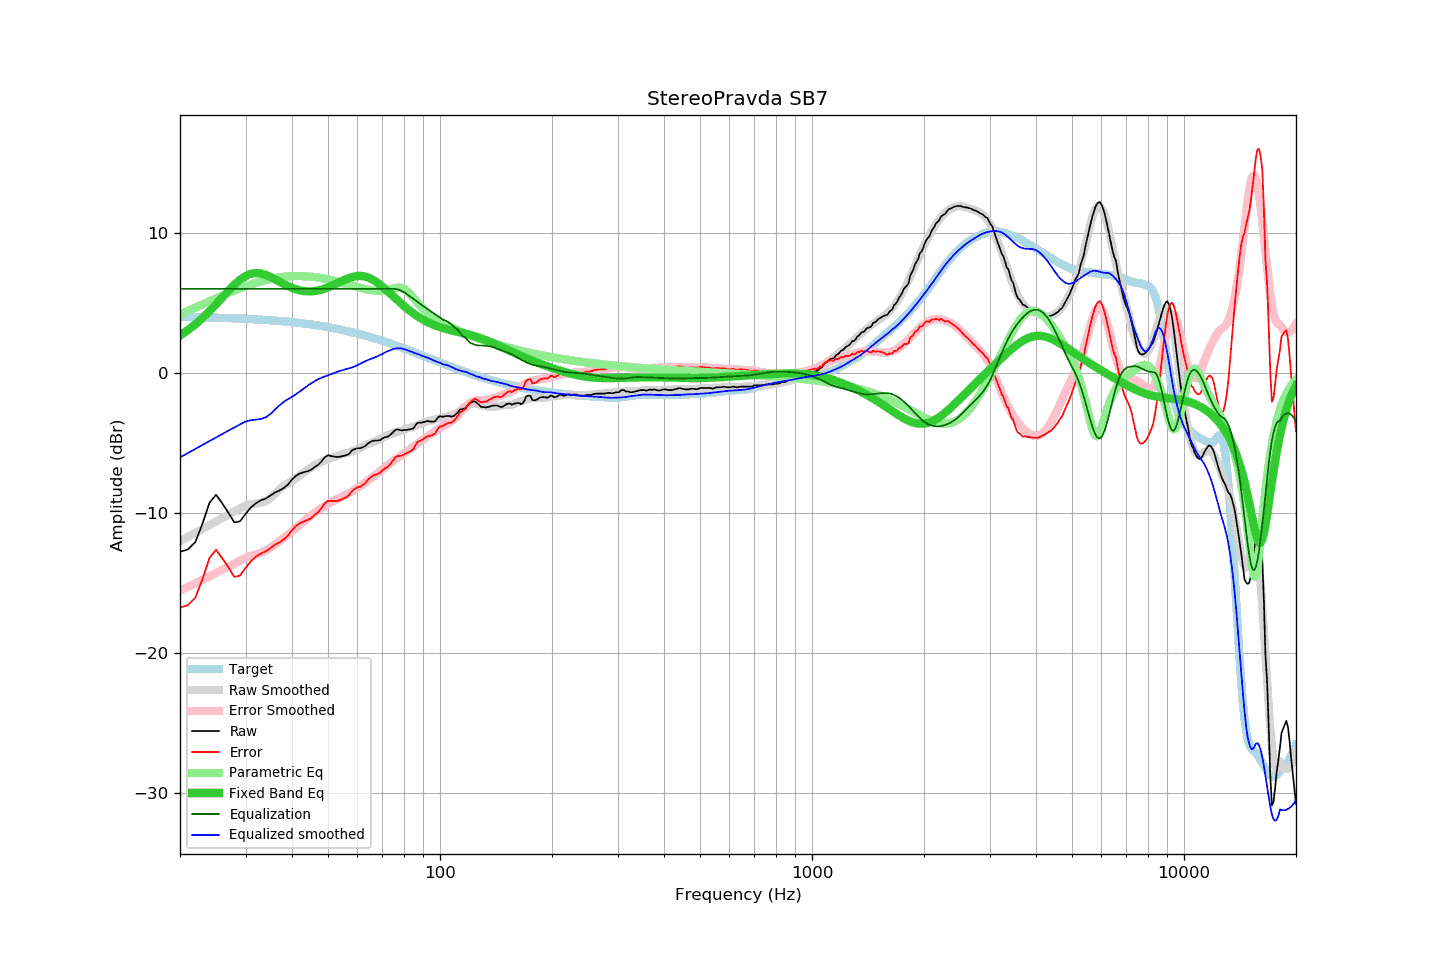 StereoPravda SB7
Amplitude (dBr)
10
0
−10
−20
−30
Target
Raw Smoothed
Error Smoothed
Raw
Error
Parametric Eq
Fixed Band Eq
Equalization
Equalized smoothed
100
1000
10000
Frequency (Hz)